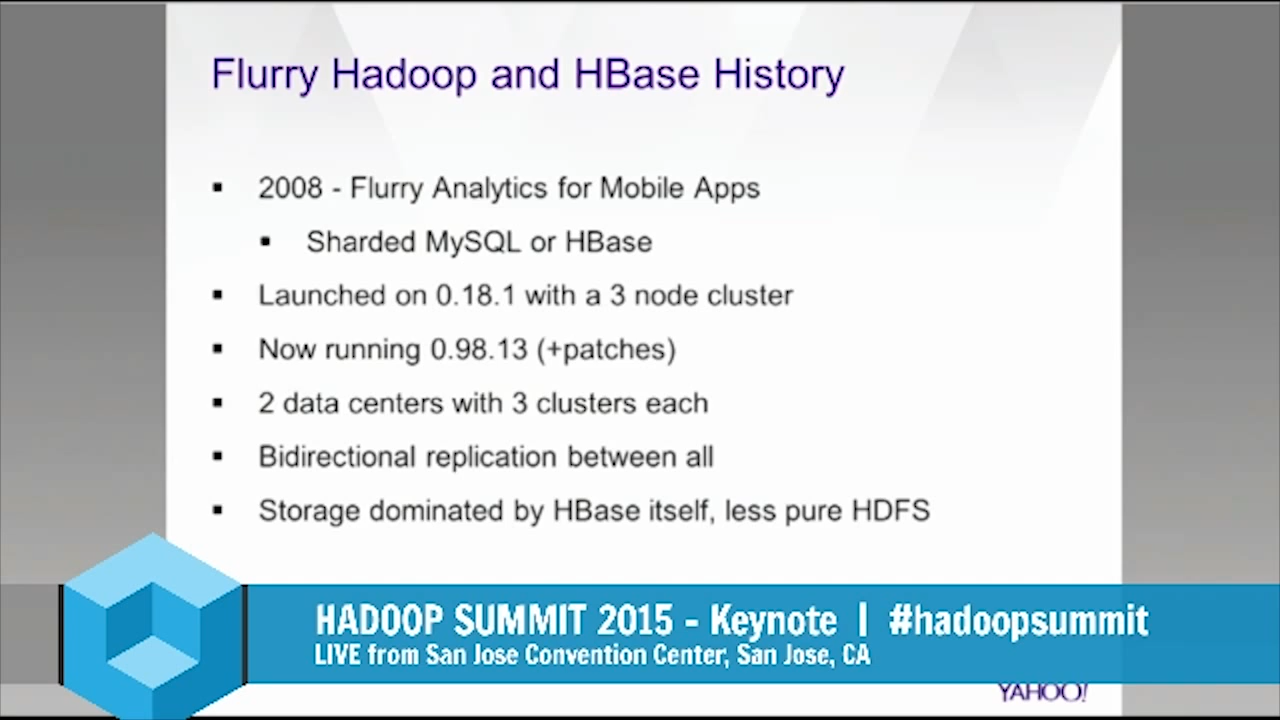 Flurry Hadoop and HBase History
▪ 2008 - Flurry Analytics for Mobile Apps
▪ Sharded MySQL or HBase
▪ Launched on 0.18.1 with a 3 node cluster
▪ Now running 0.98.13 (+patches)
▪ 2 data centers with 3 clusters each
▪ Bidirectional replication between all
▪ Storage dominated by HBase itself, less pure HDFS
HADOOP SUMMIT 2015 - Keynote | #hadoopsummit
LIVE from San Jose Convention Center, San Jose, CA
YAHOO!